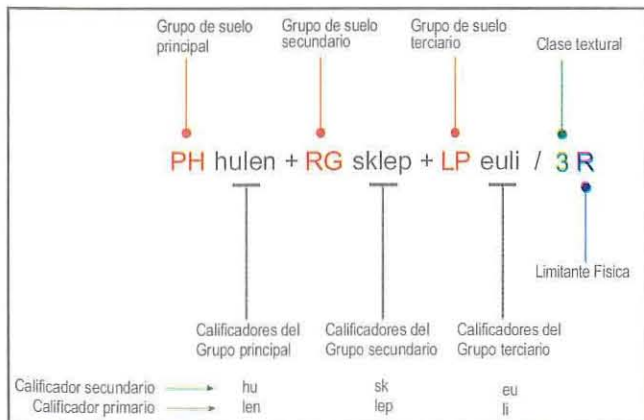 Grupo de suelo principal
Grupo de suelo secundario
Grupo de suelo terciario
Clase textural
PH hulen + RG sklep + LP euli / 3 R
Limitante Física
Calificadores del Grupo principal
Calificadores del Grupo secundario
Calificadores del Grupo terciario
Calificador secundario hu sk eu
Calificador primario len lep li